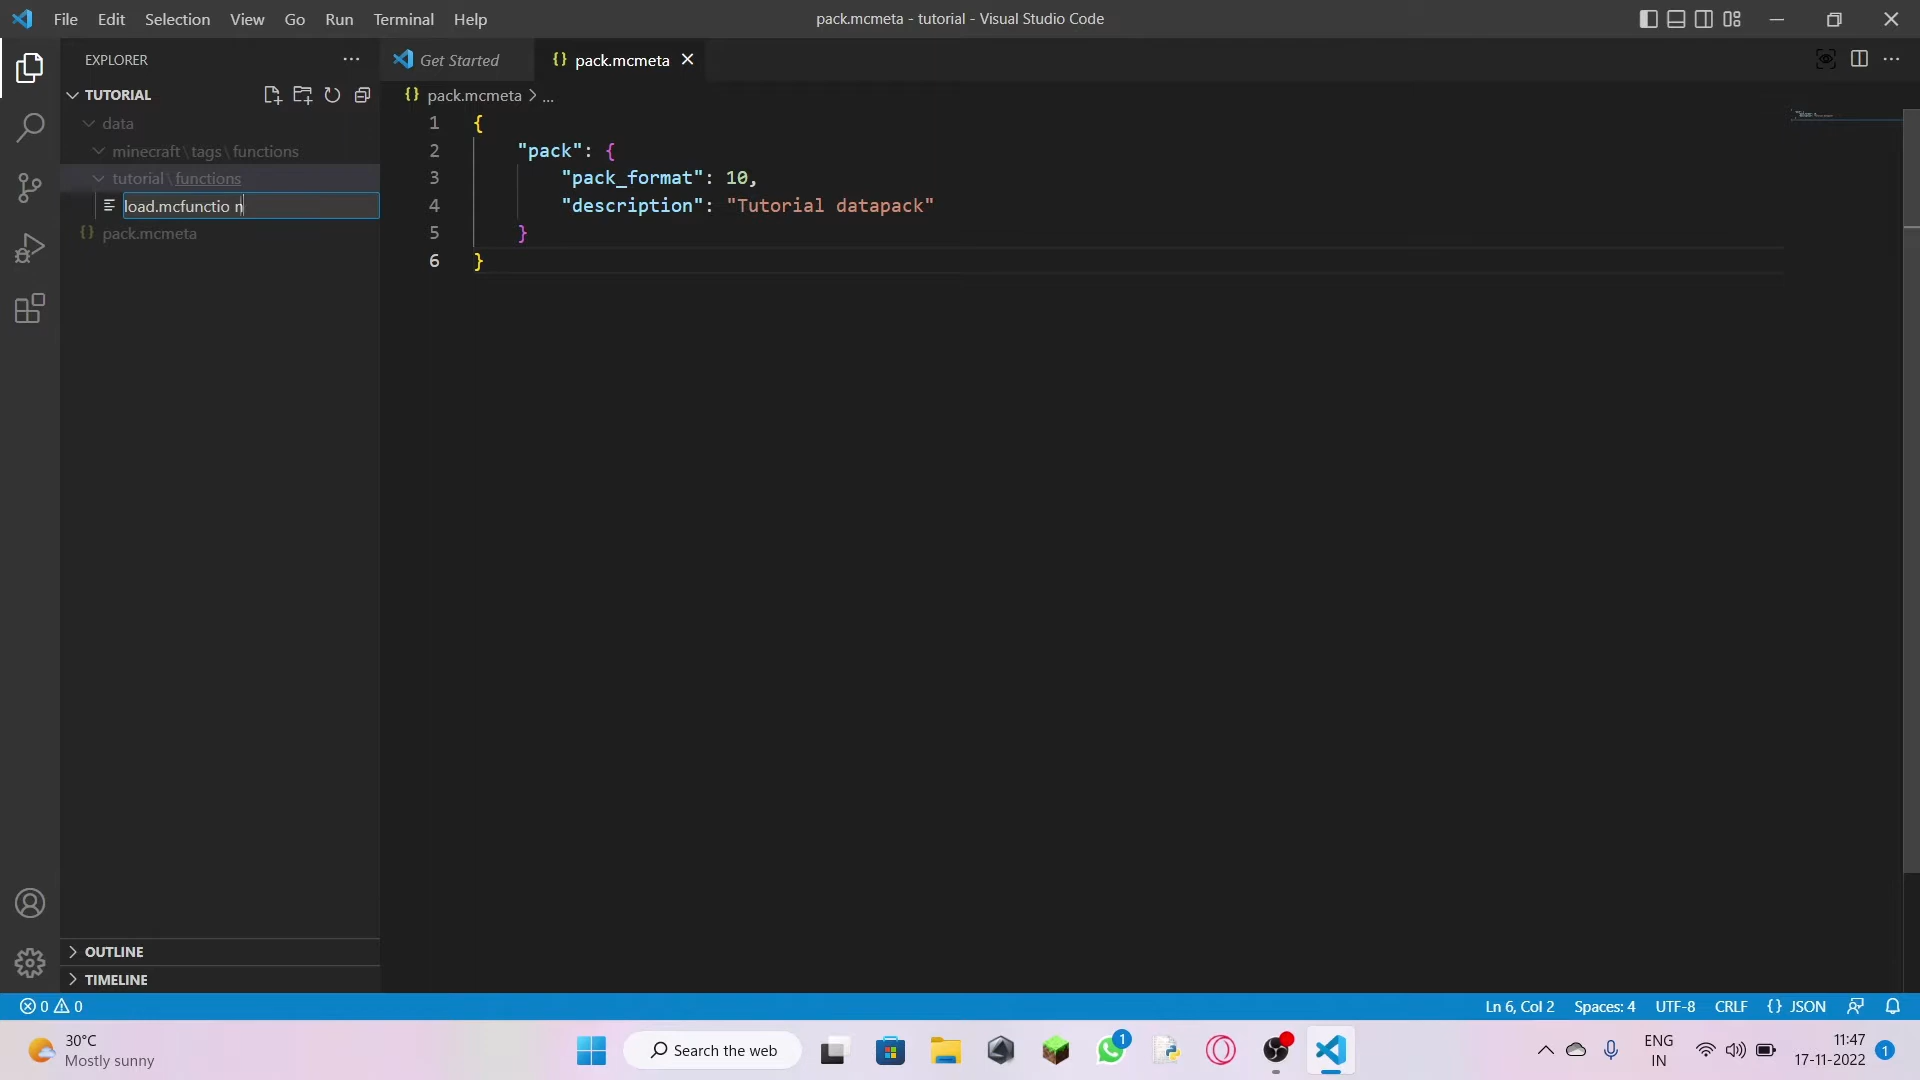 File Edit Selection View Go Run Terminal Help
pack.mcmeta - tutorial - Visual Studio Code
EXPLORER
Get Started
pack.mcmeta
TUTORIAL
pack.mcmeta > ...
data
minecraft\tags\functions
tutorial\functions
load.mcfunctio n
pack.mcmeta
1 {
2 "pack": {
3 "pack_format": 10,
4 "description": "Tutorial datapack"
5 }
6 }
OUTLINE
TIMELINE
0 0
Ln 6, Col 2 Spaces: 4 UTF-8 CRLF {} JSON
30°C
Mostly sunny
Search the web
1
ENG
IN
11:47
17-11-2022
1